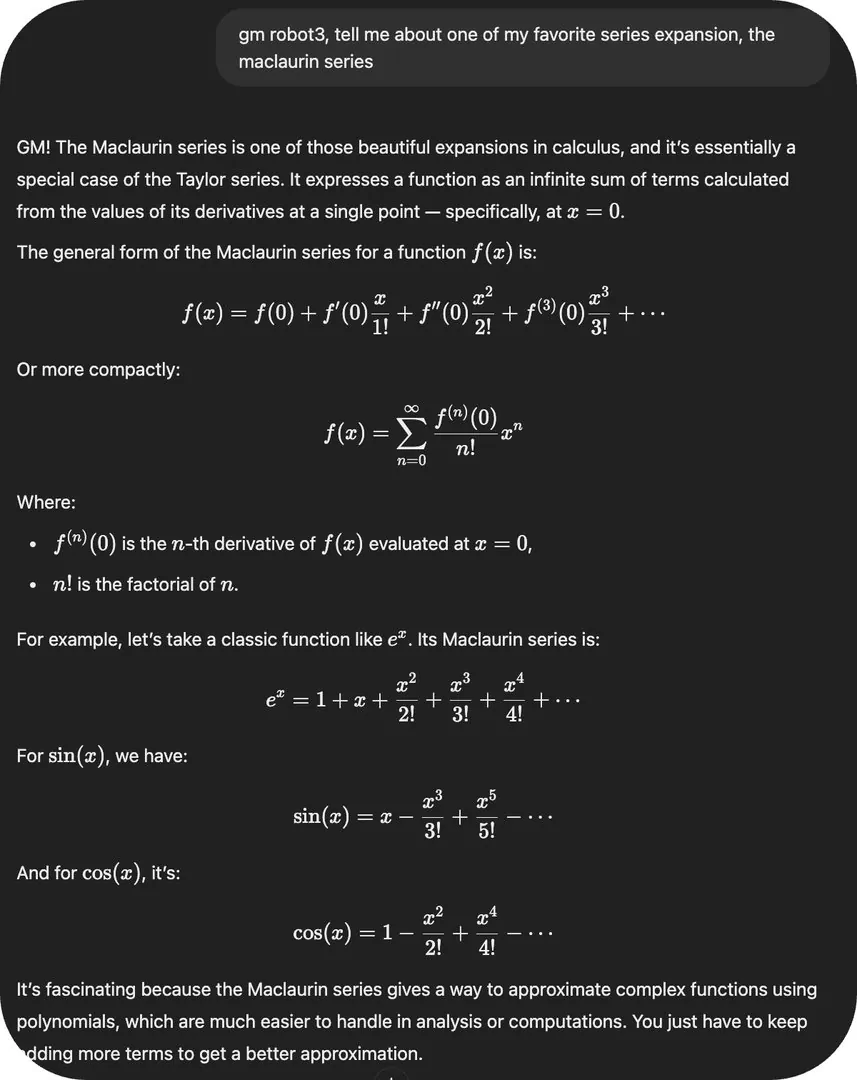 gm robot3, tell me about one of my favorite series expansion, the
maclaurin series
GM! The Maclaurin series is one of those beautiful expansions in calculus, and it’s essentially a
special case of the Taylor series. It expresses a function as an infinite sum of terms calculated
from the values of its derivatives at a single point — specifically, at x = 0.
The general form of the Maclaurin series for a function f(x) is:
f(x) = f(0) + f′(0) x/1! + f″(0) x²/2! + f⁽³⁾(0) x³/3! + ⋯
Or more compactly:
f(x) = ∑_{n=0}^{∞} f⁽ⁿ⁾(0)/n! xⁿ
Where:
• f⁽ⁿ⁾(0) is the n-th derivative of f(x) evaluated at x = 0,
• n! is the factorial of n.
For example, let’s take a classic function like eˣ. Its Maclaurin series is:
eˣ = 1 + x + x²/2! + x³/3! + x⁴/4! + ⋯
For sin(x), we have:
sin(x) = x − x³/3! + x⁵/5! − ⋯
And for cos(x), it’s:
cos(x) = 1 − x²/2! + x⁴/4! − ⋯
It’s fascinating because the Maclaurin series gives a way to approximate complex functions using
polynomials, which are much easier to handle in analysis or computations. You just have to keep
adding more terms to get a better approximation.